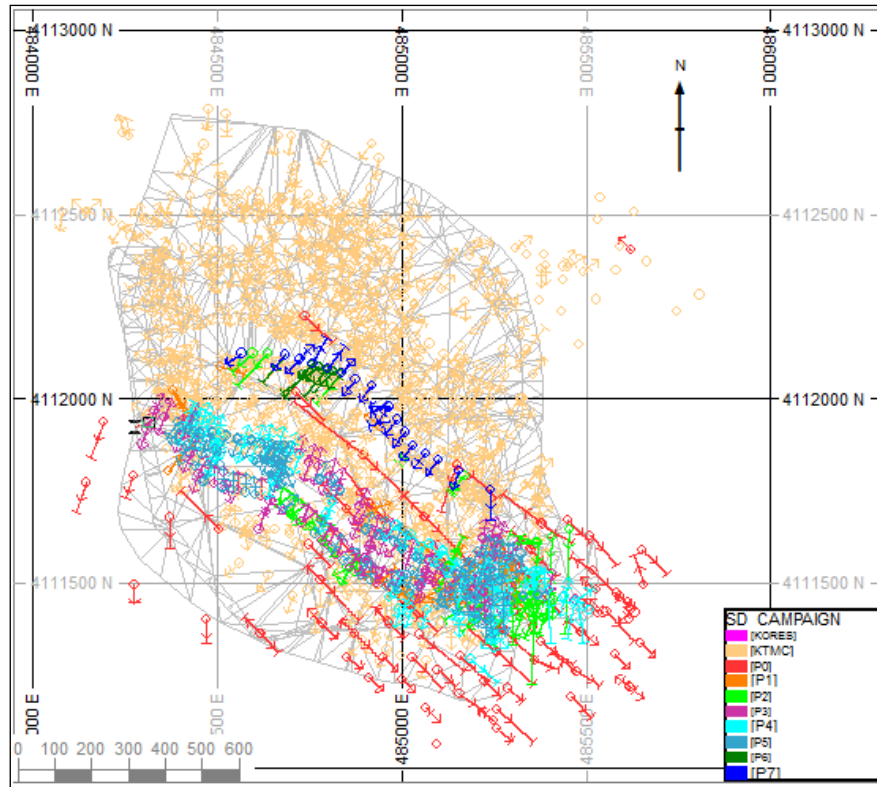 484000 E
484500 E
485000 E
485500 E
486000 E
4113000 N
4113000 N
N
4112500 N
4112500 N
4112000 N
4112000 N
4111500 N
4111500 N
SD CAMPAIGN
[KORES]
[KTMC]
[P0]
[P1]
[P2]
[P3]
[P4]
[P5]
[P6]
[P7]
000 E
500 E
485000 E
0 100 200 300 400 500 600